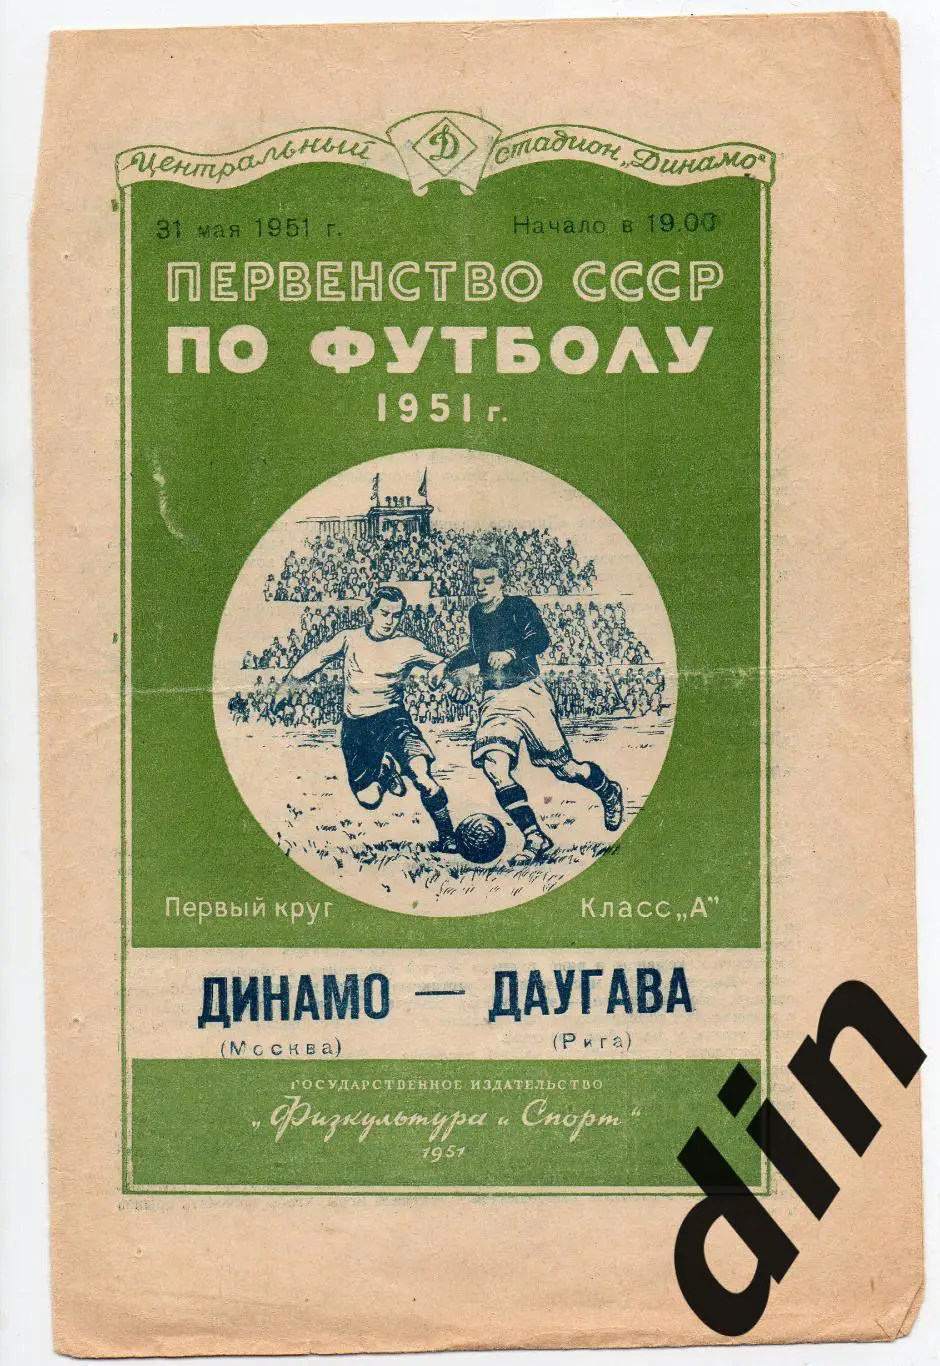 Центральный Д стадион „Динамо"
31 мая 1951 г. Начало в 19.00
ПЕРВЕНСТВО СССР
ПО ФУТБОЛУ
1951 г.
Первый круг Класс „А"
ДИНАМО — ДАУГАВА
(Москва) (Рига)
ГОСУДАРСТВЕННОЕ ИЗДАТЕЛЬСТВО
„Физкультура и Спорт"
1951
din